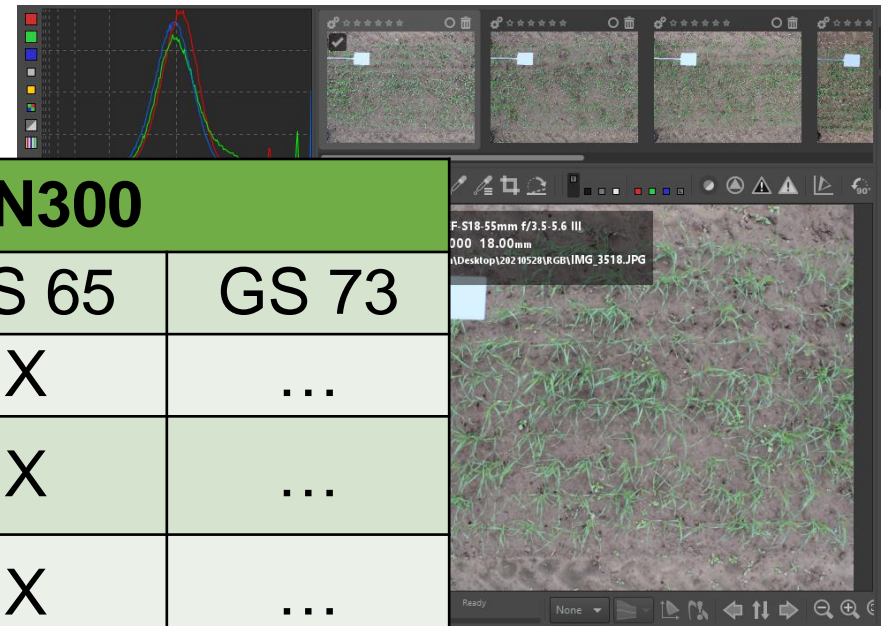 N300
S 65 GS 73
X ...
X ...
X ...
F-S18-55mm f/3.5-5.6 III
000 18.00mm
\Desktop\20210528\RGB\IMG_3518.JPG
90°
Ready
None